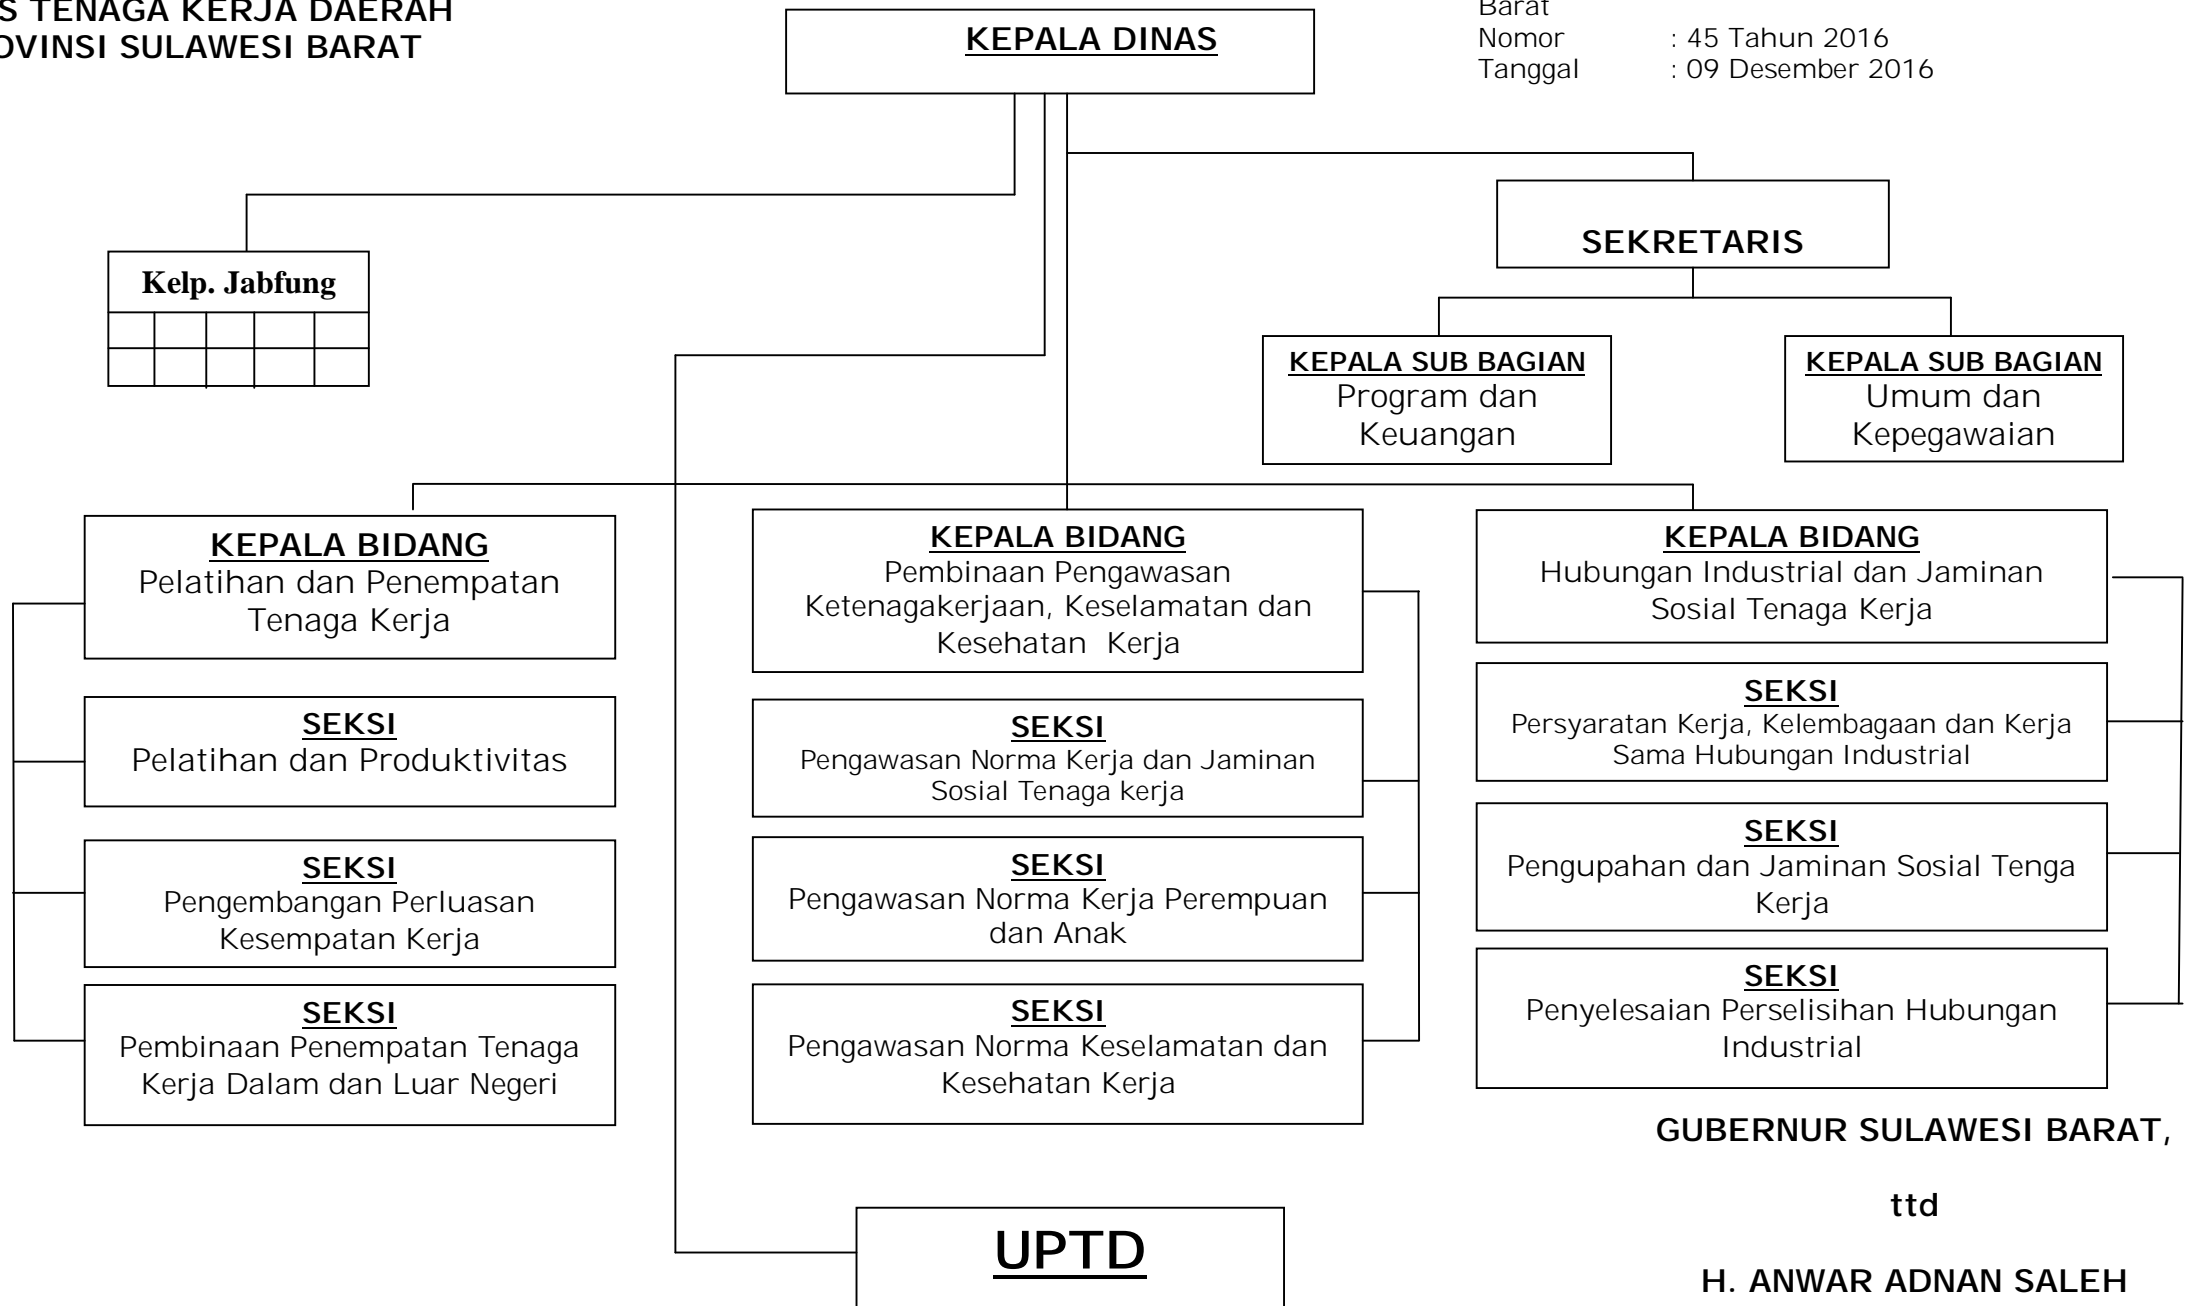 S TENAGA KERJA DAERAH
OVINSI SULAWESI BARAT
KEPALA DINAS
Barat
Nomor : 45 Tahun 2016
Tanggal : 09 Desember 2016
SEKRETARIS
Kelp. Jabfung
KEPALA SUB BAGIAN
Program dan
Keuangan
KEPALA SUB BAGIAN
Umum dan
Kepegawaian
KEPALA BIDANG
Pelatihan dan Penempatan
Tenaga Kerja
SEKSI
Pelatihan dan Produktivitas
SEKSI
Pengembangan Perluasan
Kesempatan Kerja
SEKSI
Pembinaan Penempatan Tenaga
Kerja Dalam dan Luar Negeri
KEPALA BIDANG
Pembinaan Pengawasan
Ketenagakerjaan, Keselamatan dan
Kesehatan Kerja
SEKSI
Pengawasan Norma Kerja dan Jaminan
Sosial Tenaga kerja
SEKSI
Pengawasan Norma Kerja Perempuan
dan Anak
SEKSI
Pengawasan Norma Keselamatan dan
Kesehatan Kerja
KEPALA BIDANG
Hubungan Industrial dan Jaminan
Sosial Tenaga Kerja
SEKSI
Persyaratan Kerja, Kelembagaan dan Kerja
Sama Hubungan Industrial
SEKSI
Pengupahan dan Jaminan Sosial Tenga
Kerja
SEKSI
Penyelesaian Perselisihan Hubungan
Industrial
UPTD
GUBERNUR SULAWESI BARAT,
ttd
H. ANWAR ADNAN SALEH